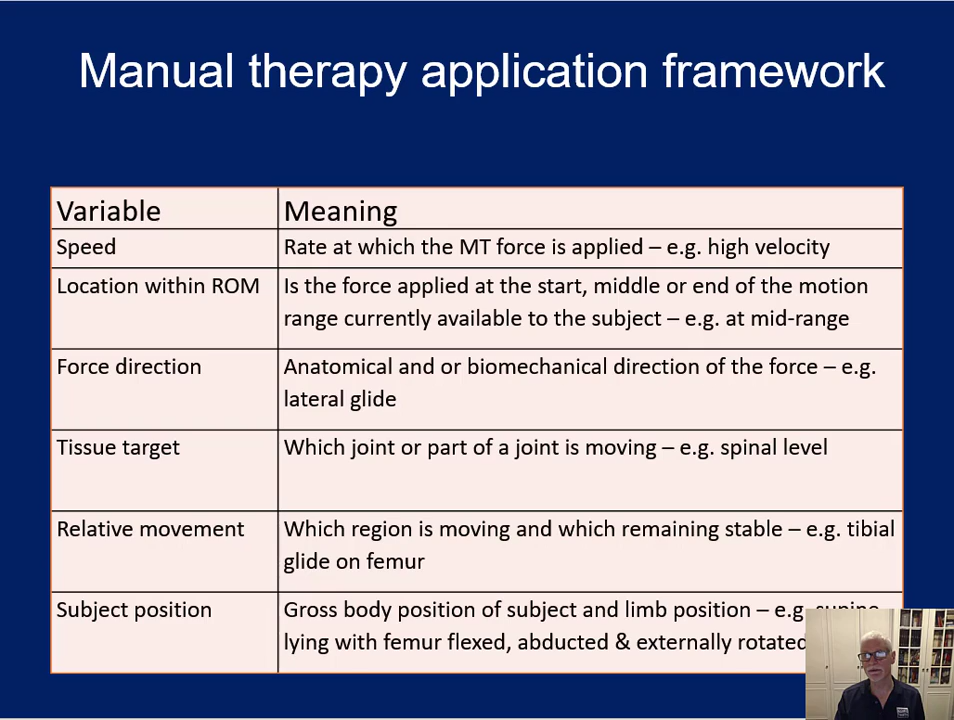 Manual therapy application framework
Variable Meaning
Speed Rate at which the MT force is applied – e.g. high velocity
Location within ROM Is the force applied at the start, middle or end of the motion
range currently available to the subject – e.g. at mid-range
Force direction Anatomical and or biomechanical direction of the force – e.g.
lateral glide
Tissue target Which joint or part of a joint is moving – e.g. spinal level
Relative movement Which region is moving and which remaining stable – e.g. tibial
glide on femur
Subject position Gross body position of subject and limb position – e.g. supine
lying with femur flexed, abducted & externally rotated